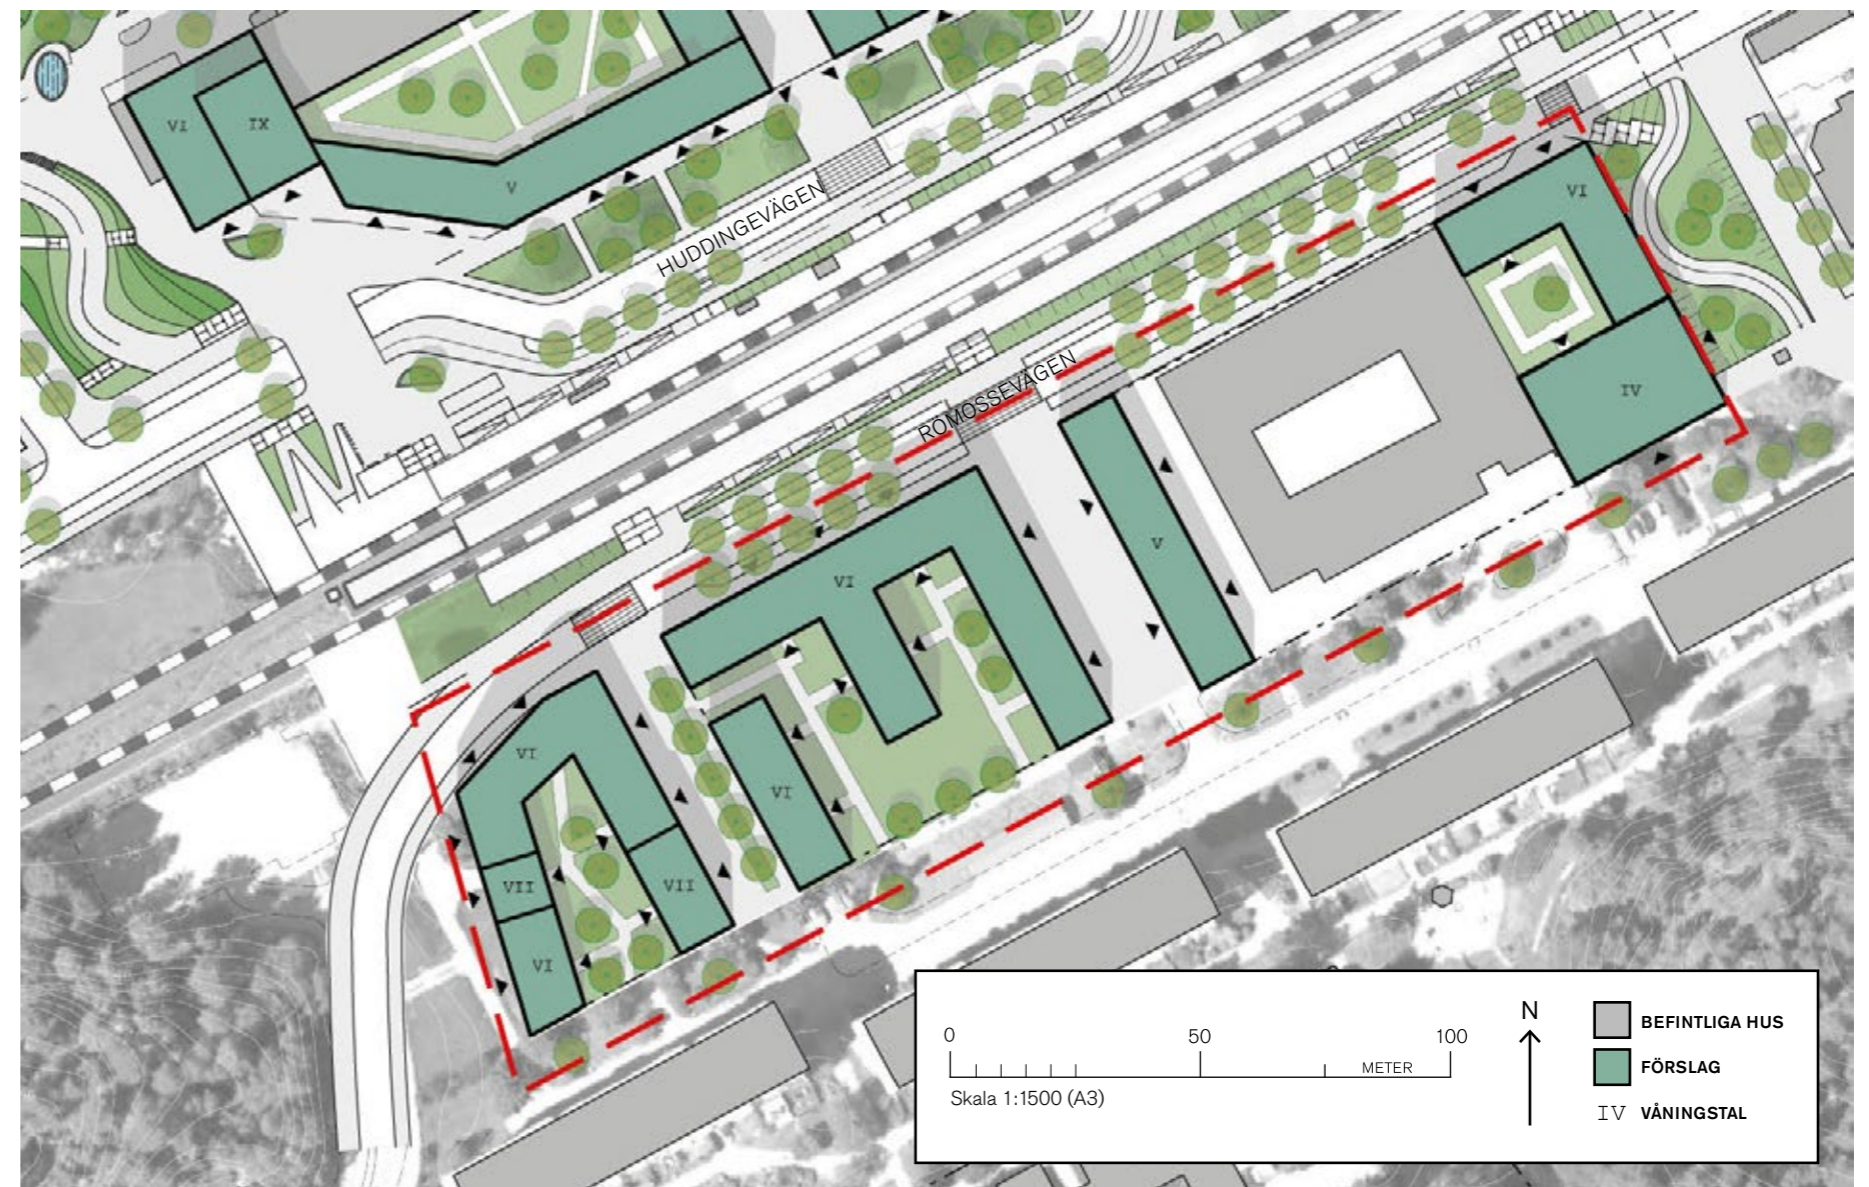 VI
IX
V
HUDDINGEVÄGEN
RÖMOSSEVÄGEN
VI
IV
V
VI
VI
VI
VII
VII
VI
0 50 100
METER
Skala 1:1500 (A3)
N
BEFINTLIGA HUS
FÖRSLAG
IV VÅNINGSTAL